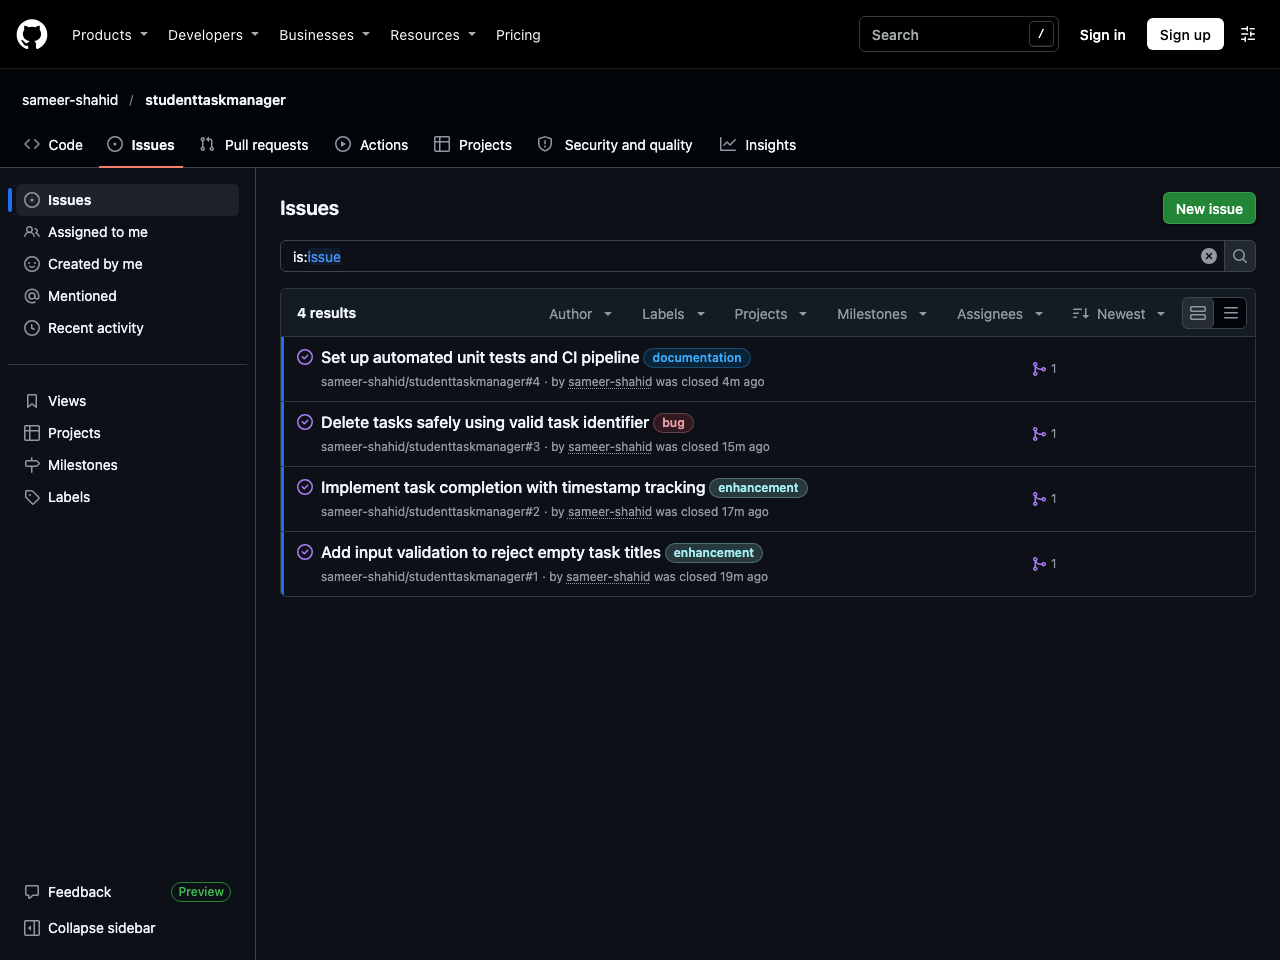 Products Developers Businesses Resources Pricing Search / Sign in Sign up
sameer-shahid / studenttaskmanager
Code Issues Pull requests Actions Projects Security and quality Insights
Issues
Assigned to me
Created by me
Mentioned
Recent activity
Views
Projects
Milestones
Labels
Feedback Preview
Collapse sidebar
Issues New issue
is:issue
4 results Author Labels Projects Milestones Assignees Newest
Set up automated unit tests and CI pipeline documentation
sameer-shahid/studenttaskmanager#4 · by sameer-shahid was closed 4m ago 1
Delete tasks safely using valid task identifier bug
sameer-shahid/studenttaskmanager#3 · by sameer-shahid was closed 15m ago 1
Implement task completion with timestamp tracking enhancement
sameer-shahid/studenttaskmanager#2 · by sameer-shahid was closed 17m ago 1
Add input validation to reject empty task titles enhancement
sameer-shahid/studenttaskmanager#1 · by sameer-shahid was closed 19m ago 1